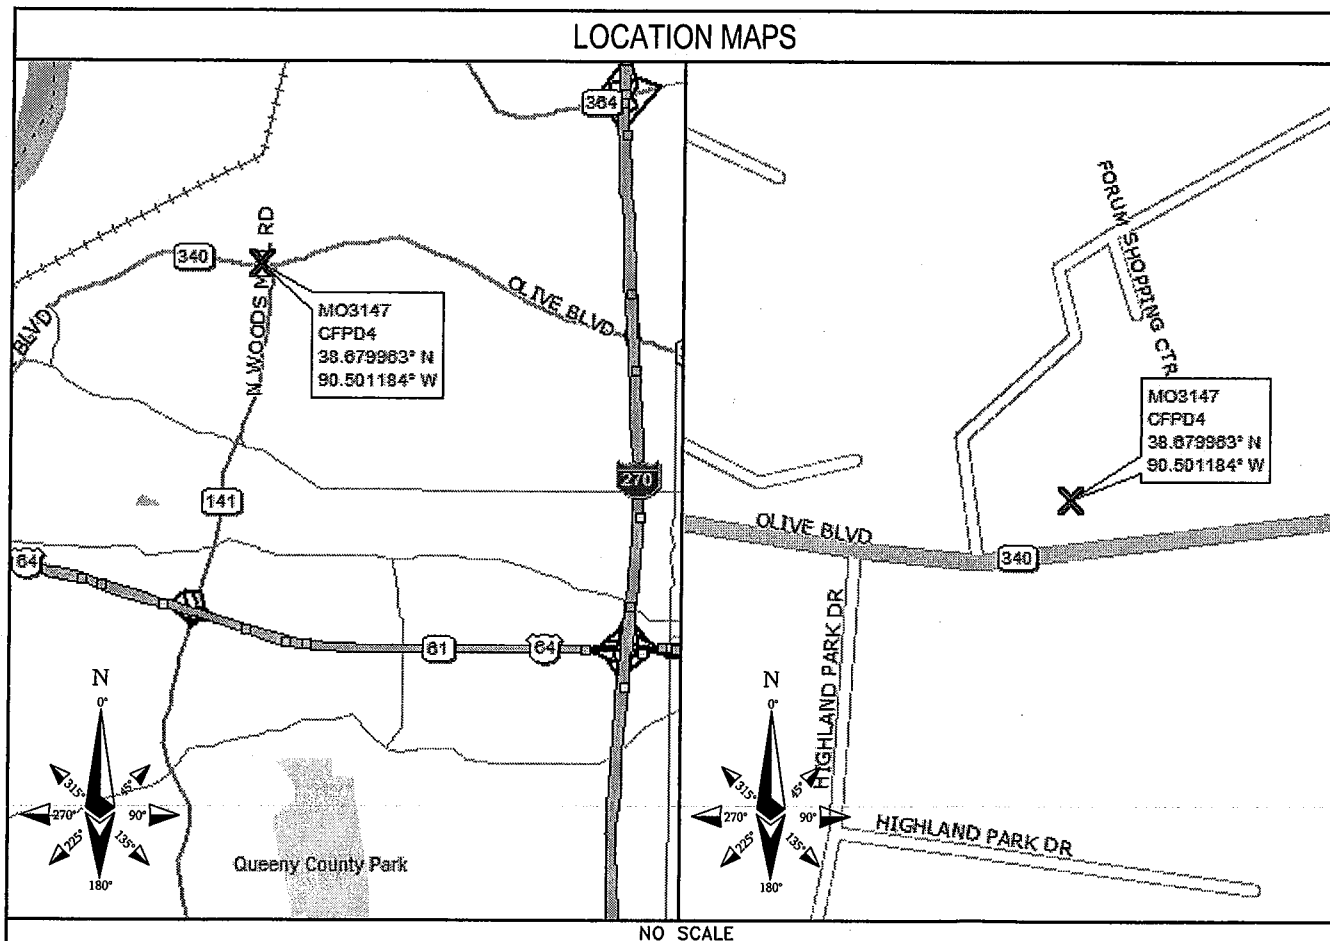 LOCATION MAPS
364
340
N WOODS M RD
OLIVE BLVD
BLVD
MO3147
CFPD4
38.679963° N
90.501184° W
270
141
64
61
64
N
0°
45°
90°
135°
180°
225°
270°
315°
Queeny County Park
FORUM SHOPPING CTR
MO3147
CFPD4
38.679963° N
90.501184° W
OLIVE BLVD
340
HIGHLAND PARK DR
HIGHLAND PARK DR
N
0°
45°
90°
135°
180°
225°
270°
315°
NO SCALE